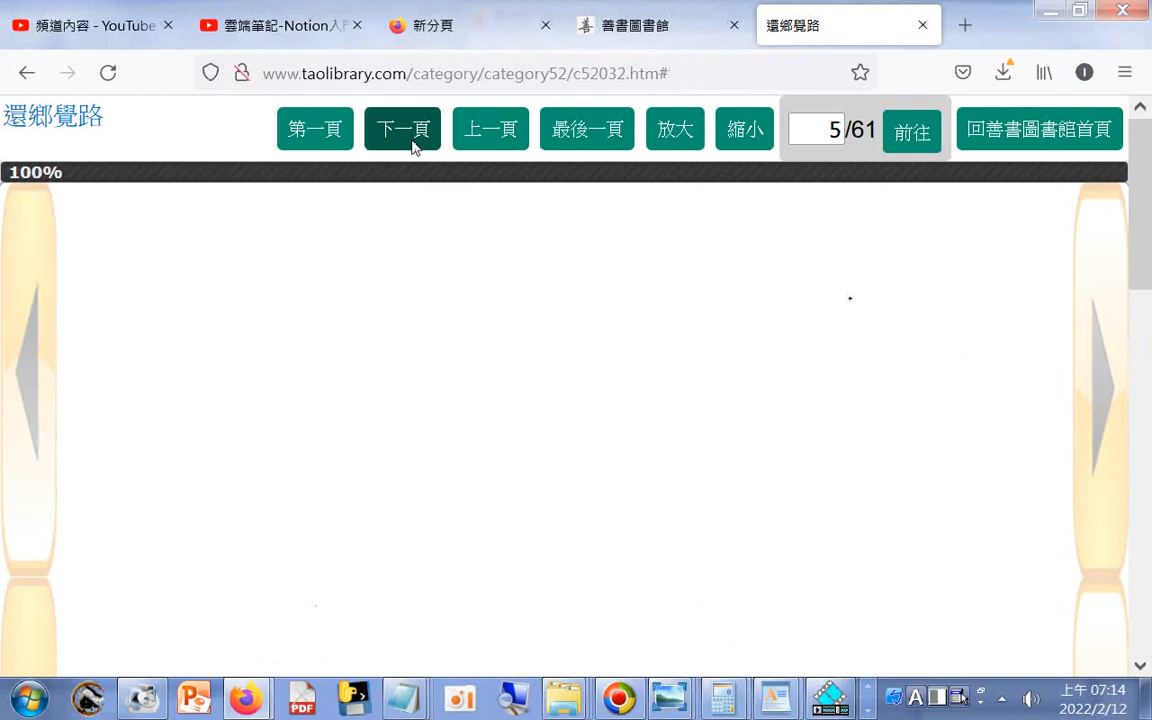 頻道內容 - YouTube
雲端筆記-Notion入
新分頁
善書圖書館
還鄉覺路
www.taolibrary.com/category/category52/c52032.htm#
還鄉覺路
第一頁
下一頁
上一頁
最後一頁
放大
縮小
5/61
前往
回善書圖書館首頁
100%
上午 07:14
2022/2/12